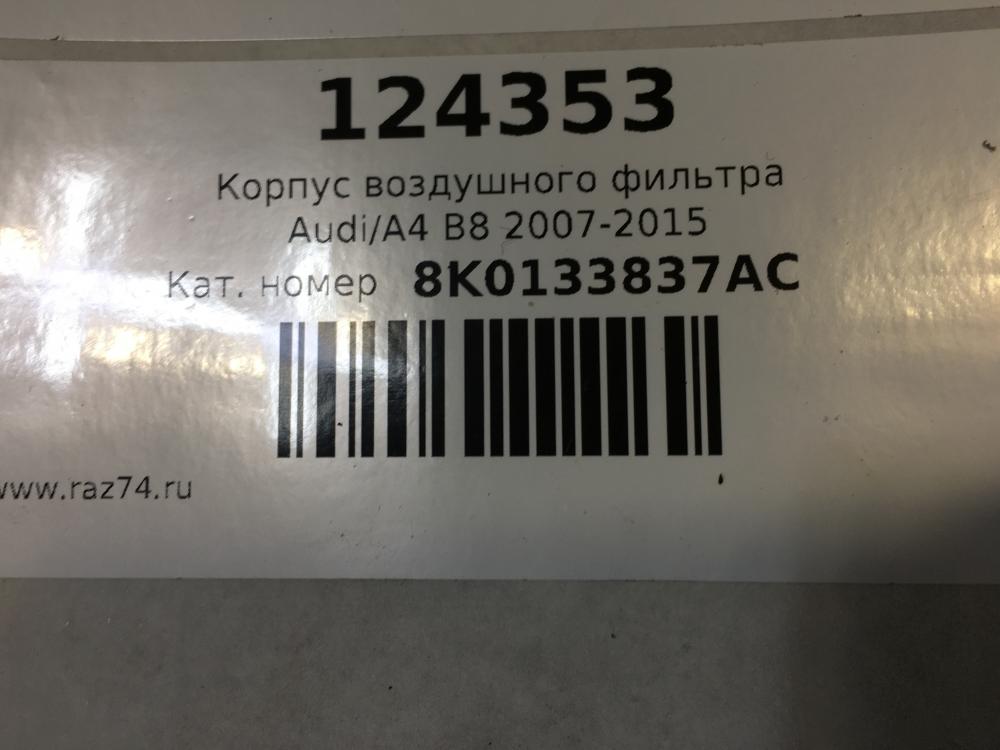 124353
Корпус воздушного фильтра
Audi/A4 B8 2007-2015
Кат. номер 8K0133837AC
www.raz74.ru